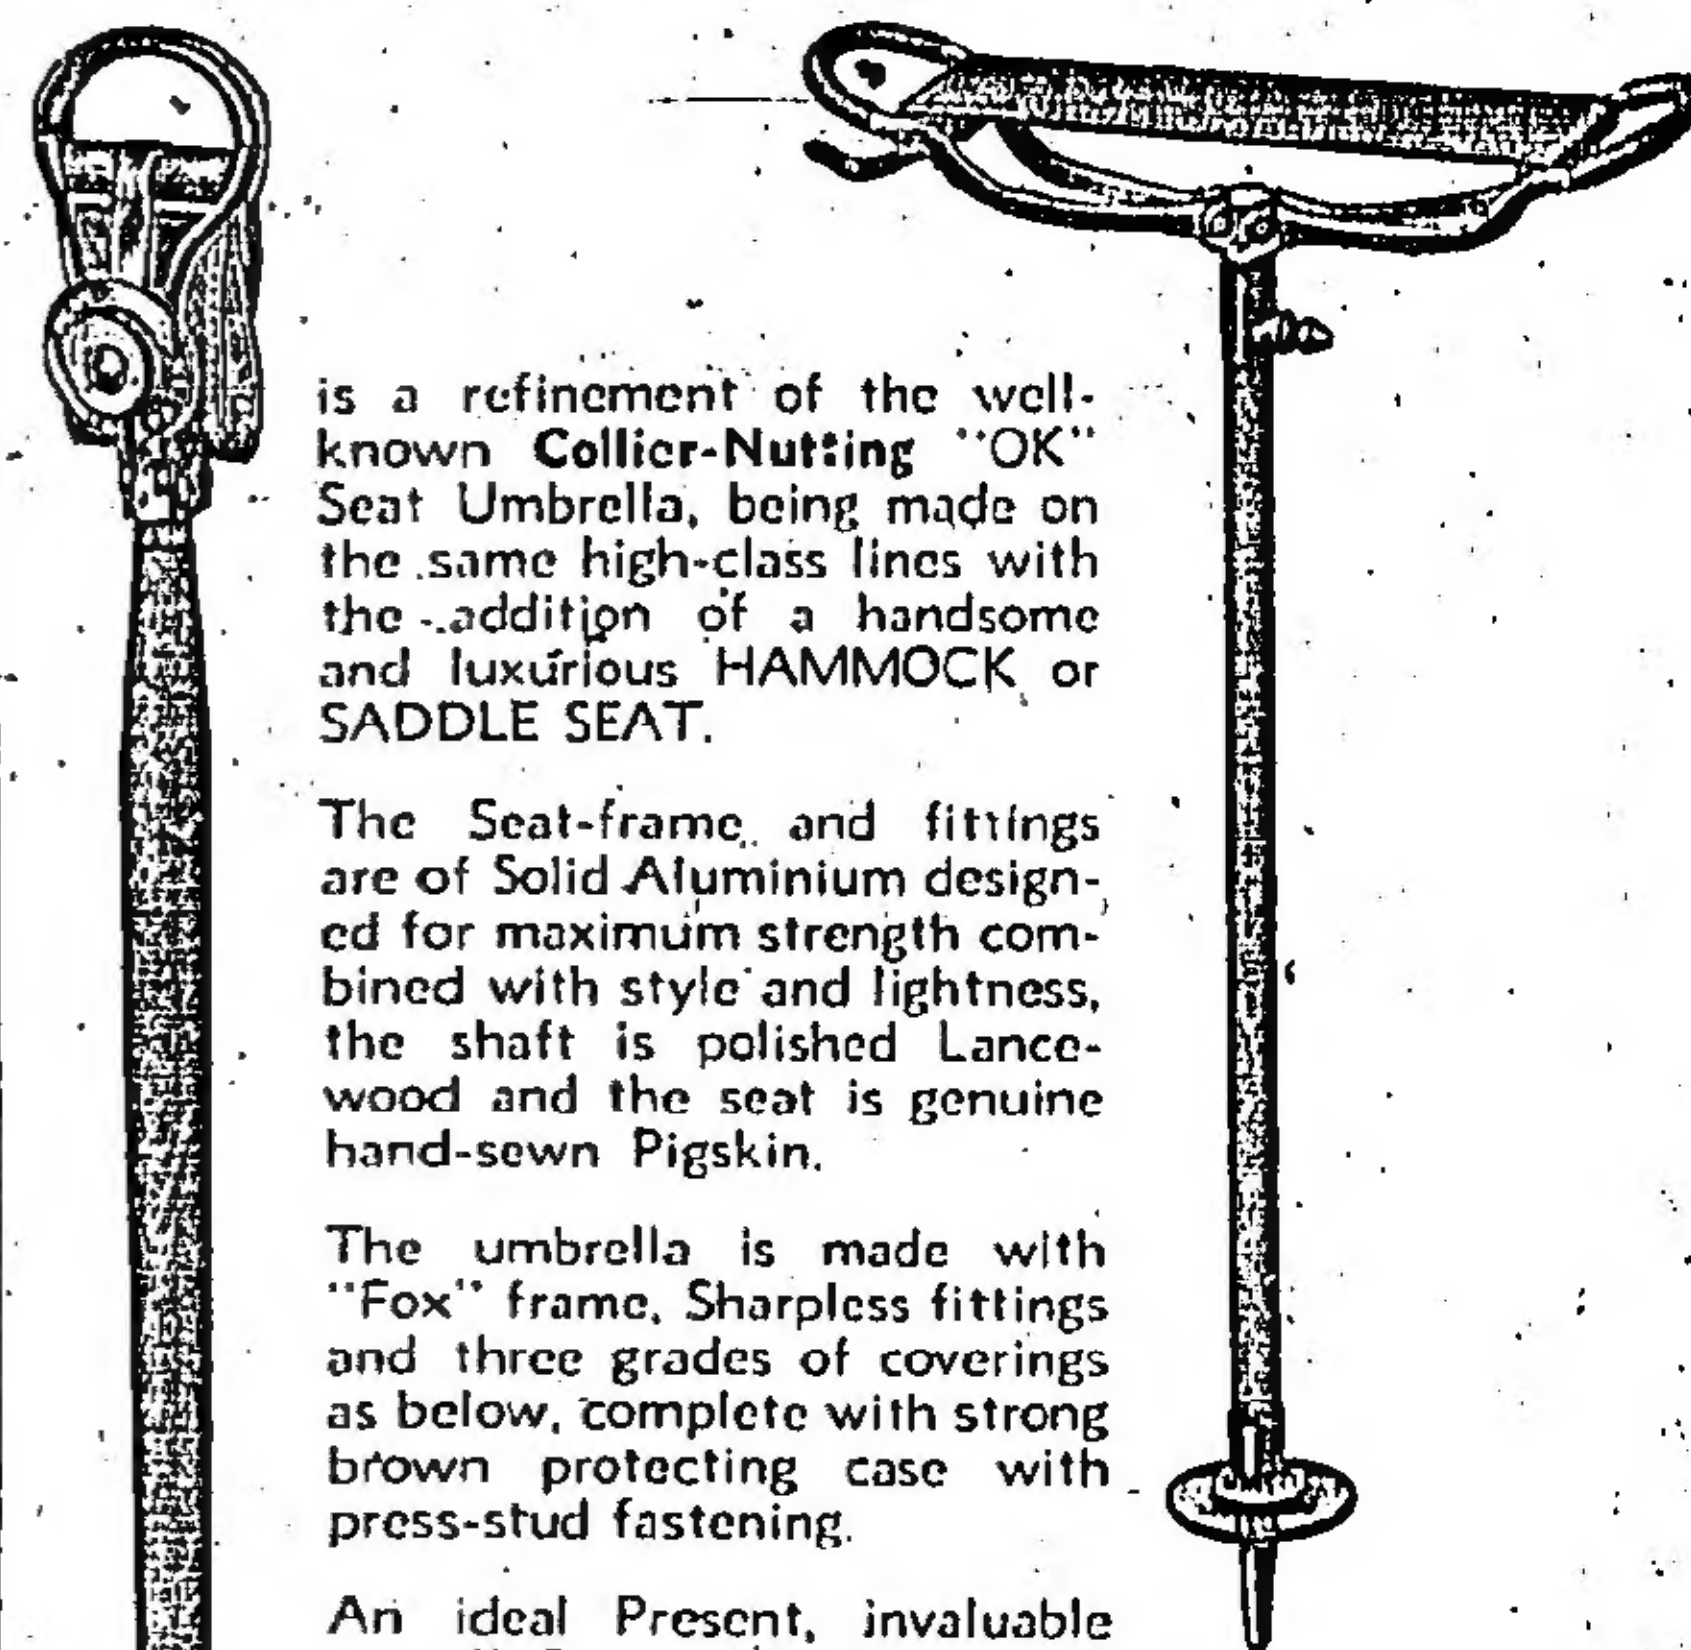 is a refinement of the well-
known Collier-Nutting "OK"
Seat Umbrella, being made on
the same high-class lines with
the addition of a handsome
and luxurious HAMMOCK or
SADDLE SEAT.
The Seat-frame and fittings
are of Solid Aluminium design-
ed for maximum strength com-
bined with style and lightness,
the shaft is polished Lance-
wood and the seat is genuine
hand-sewn Pigskin.
The umbrella is made with
"Fox" frame, Sharpless fittings
and three grades of coverings
as below, complete with strong
brown protecting case with
press-stud fastening.
An ideal Present, invaluable